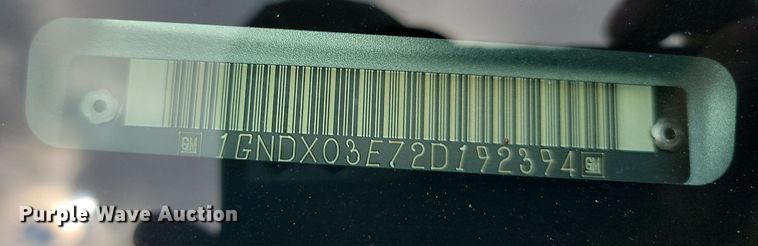 GM 1GNDX03E72D192394 GM
Purple Wave Auction